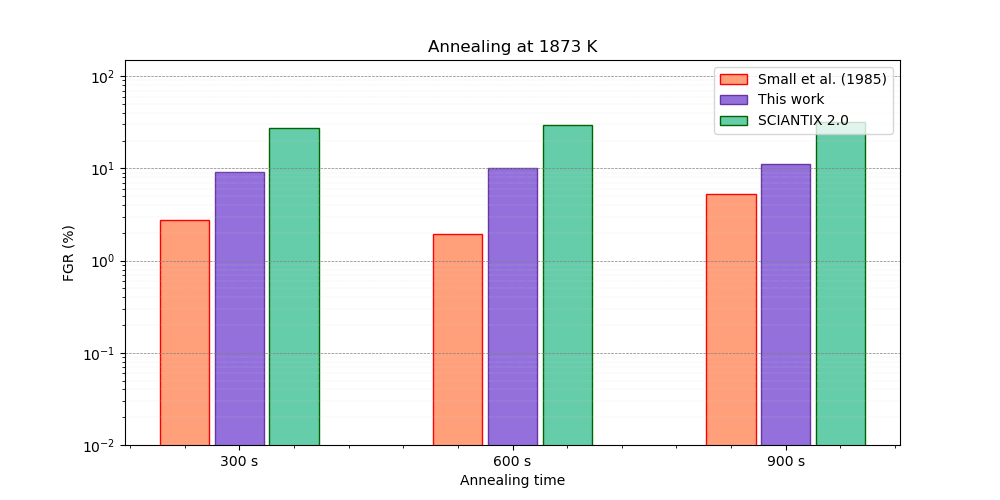 Annealing at 1873 K
Small et al. (1985)
This work
SCIANTIX 2.0
FGR (%)
10²
10¹
10⁰
10⁻¹
10⁻²
300 s 600 s 900 s
Annealing time